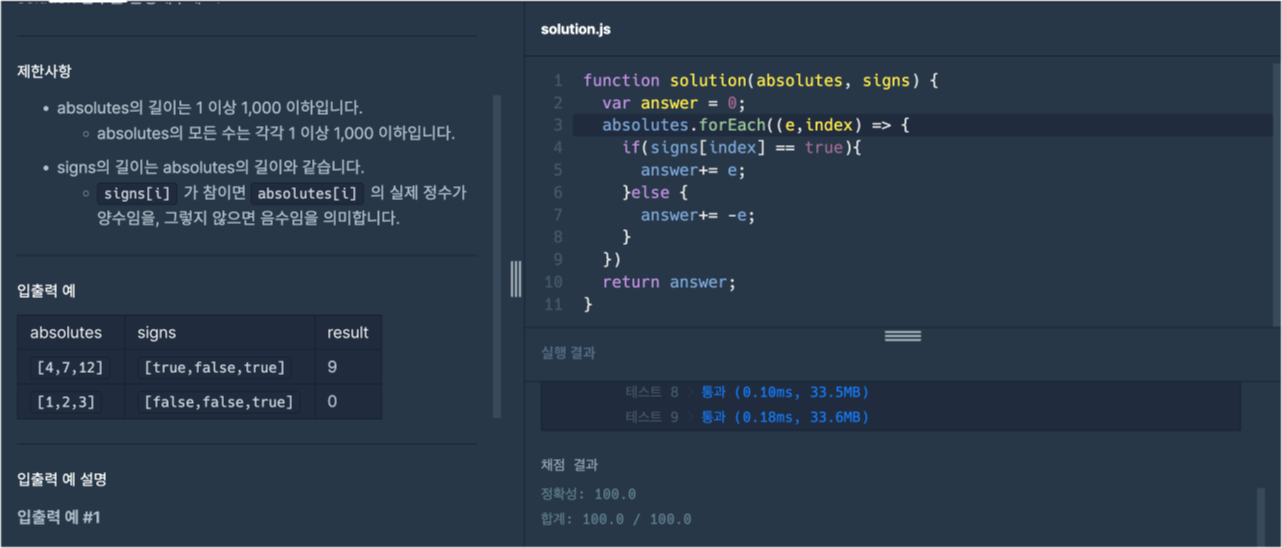 제한사항
• absolutes의 길이는 1 이상 1,000 이하입니다.
◦ absolutes의 모든 수는 각각 1 이상 1,000 이하입니다.
• signs의 길이는 absolutes의 길이와 같습니다.
◦ signs[i] 가 참이면 absolutes[i] 의 실제 정수가
양수임을, 그렇지 않으면 음수임을 의미합니다.
입출력 예
absolutes signs result
[4,7,12] [true,false,true] 9
[1,2,3] [false,false,true] 0
입출력 예 설명
입출력 예 #1
solution.js
1 function solution(absolutes, signs) {
2 var answer = 0;
3 absolutes.forEach((e,index) => {
4 if(signs[index] == true){
5 answer+= e;
6 }else {
7 answer+= -e;
8 }
9 })
10 return answer;
11 }
실행 결과
테스트 8 > 통과 (0.10ms, 33.5MB)
테스트 9 > 통과 (0.18ms, 33.6MB)
채점 결과
정확성: 100.0
합계: 100.0 / 100.0